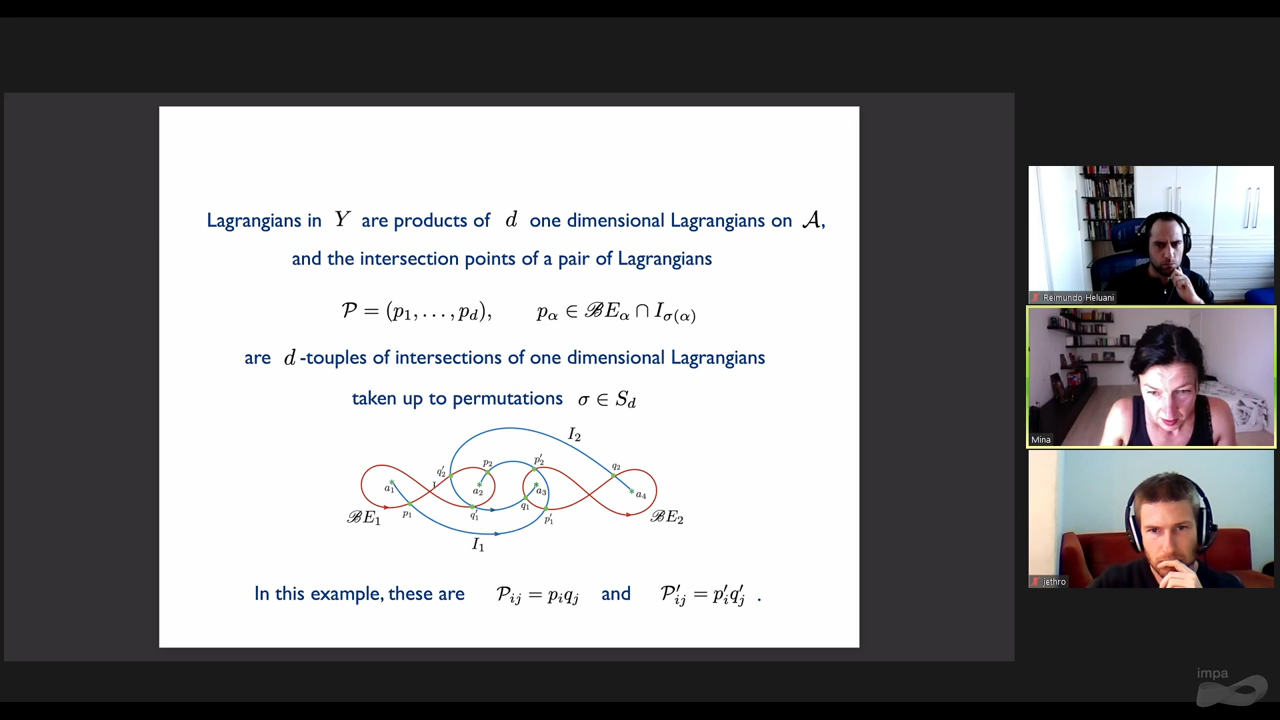 Lagrangians in Y are products of d one dimensional Lagrangians on 𝒜,
and the intersection points of a pair of Lagrangians
𝒫 = (p₁, . . . , p_d),  p_α ∈ ℬE_α ∩ I_σ(α)
are d -touples of intersections of one dimensional Lagrangians
taken up to permutations σ ∈ S_d
I₂
q′₂ p₂ p′₂ q₂
a₁ a₂ a₃ a₄
p₁ q′₁ q₁ p′₁
ℬE₁ ℬE₂
I₁
In this example, these are 𝒫_ij = p_i q_j and 𝒫′_ij = p′_i q′_j .
Reimundo Heluani
Mina
jethro
impa